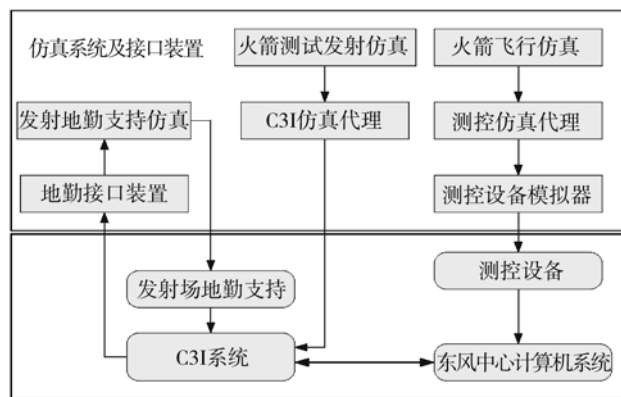 仿真系统及接口装置
火箭测试发射仿真
火箭飞行仿真
发射地勤支持仿真
C3I仿真代理
测控仿真代理
地勤接口装置
测控设备模拟器
发射场地勤支持
测控设备
C3I系统
东风中心计算机系统